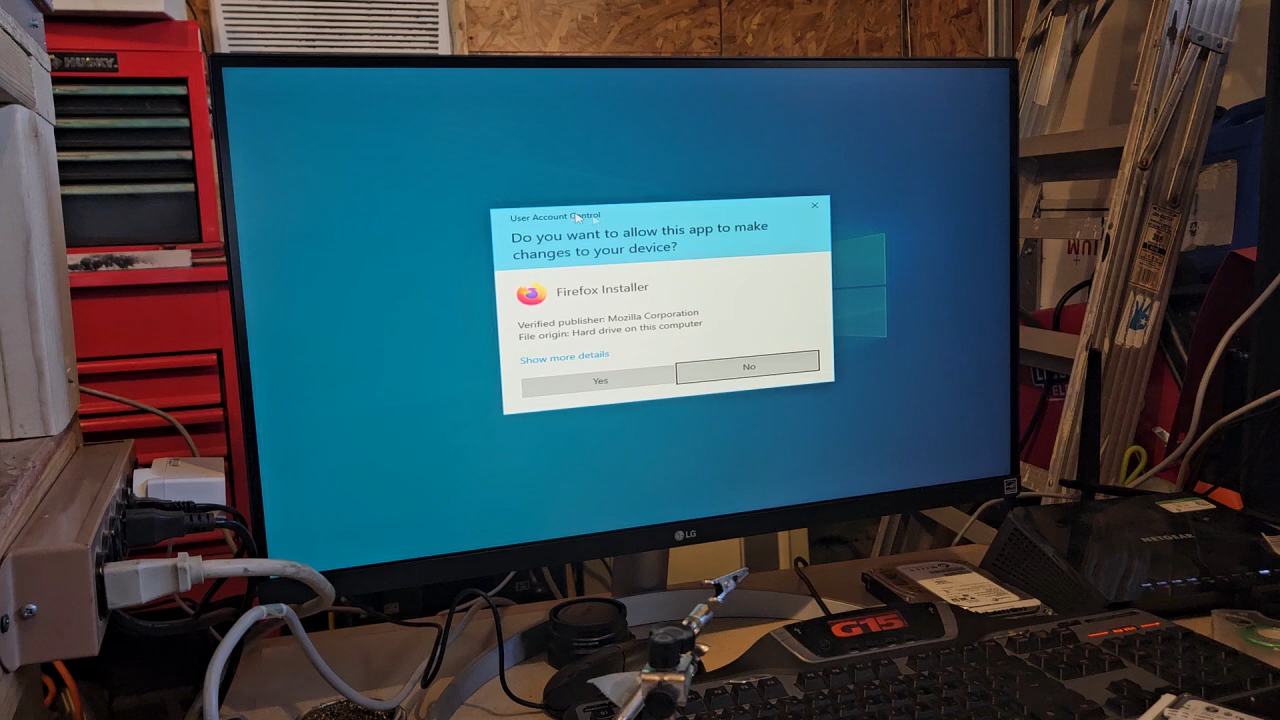 HUSKY
User Account Control
Do you want to allow this app to make
changes to your device?
Firefox Installer
Verified publisher: Mozilla Corporation
File origin: Hard drive on this computer
Show more details
Yes
No
LG
NETGEAR
G15